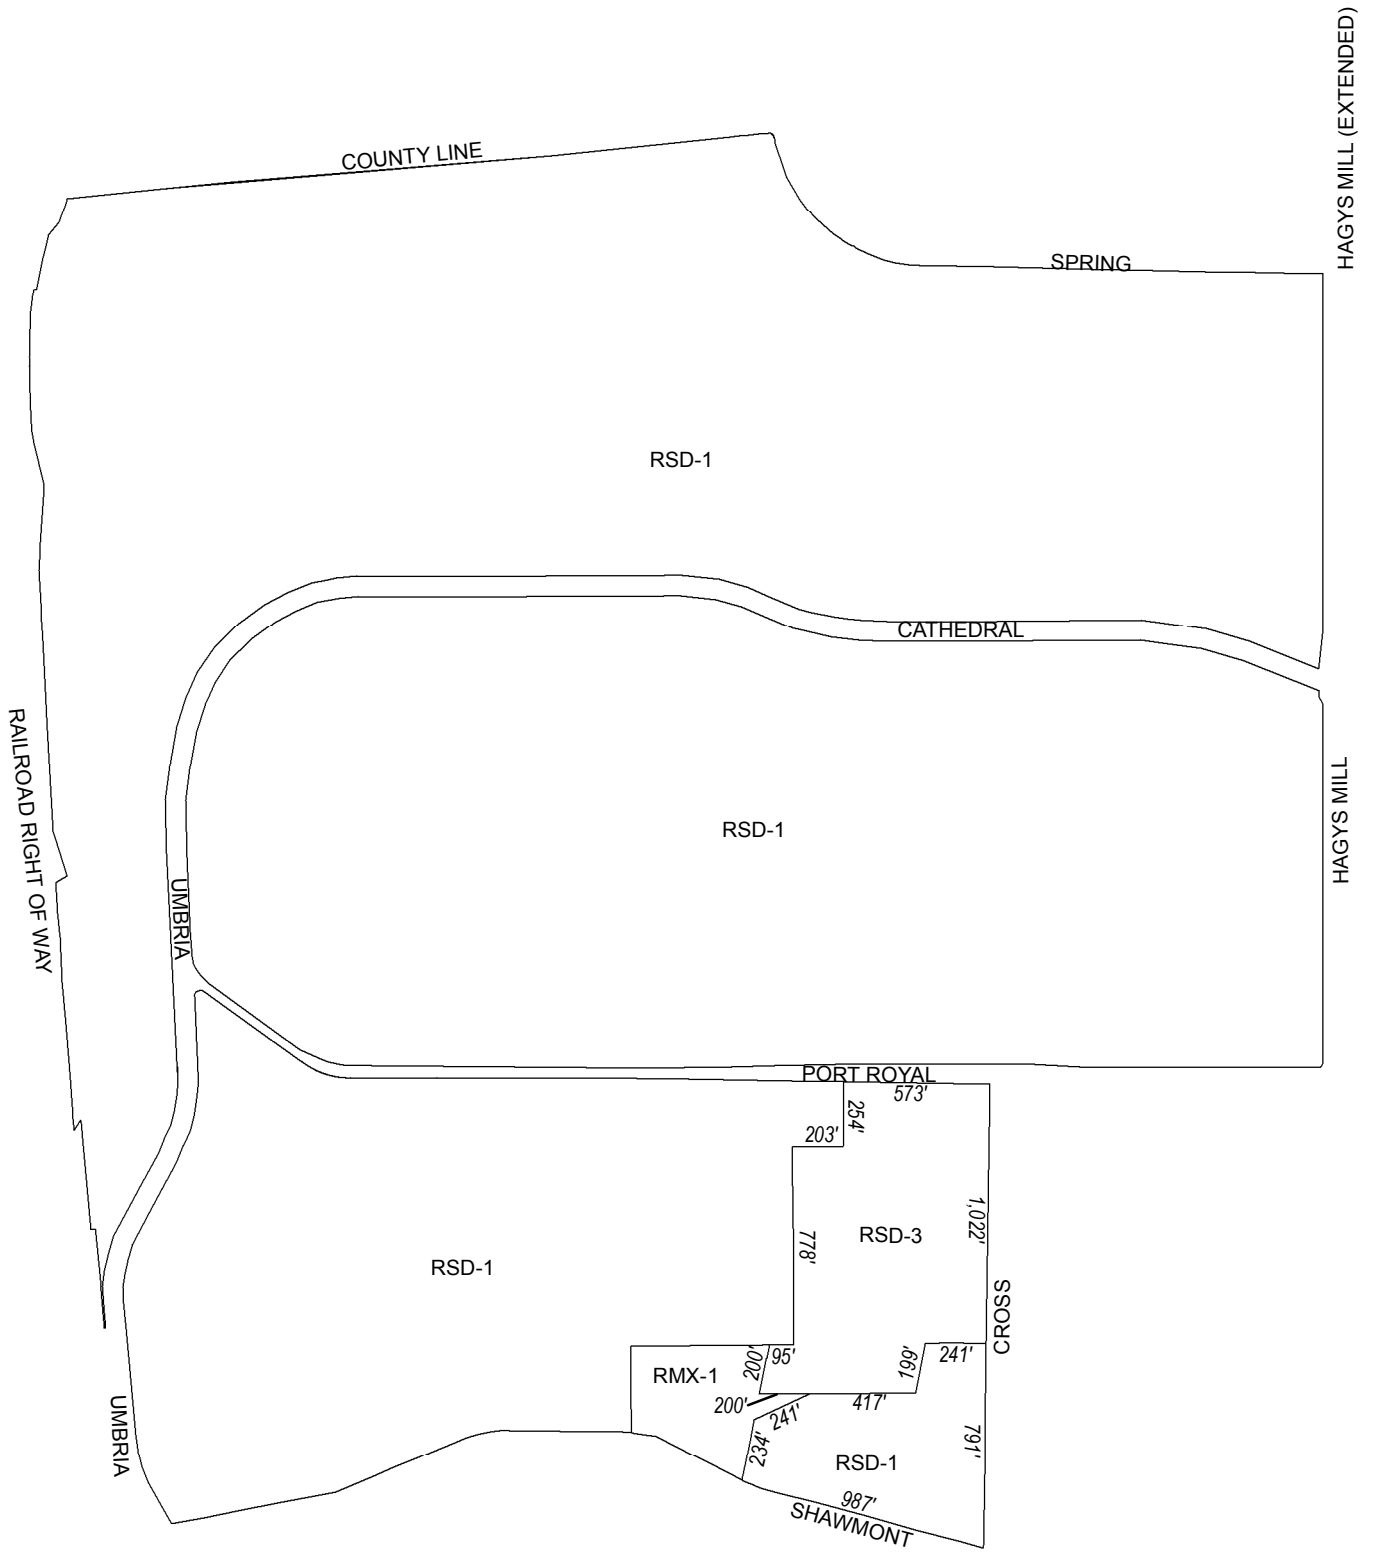 HAGYS MILL (EXTENDED)
COUNTY LINE
SPRING
RSD-1
CATHEDRAL
RAILROAD RIGHT OF WAY
HAGYS MILL
RSD-1
UMBRIA
PORT ROYAL
573'
254'
203'
1,022'
RSD-3
778'
RSD-1
CROSS
199'
241'
200'
95'
RMX-1
200'
417'
241'
UMBRIA
234'
791'
RSD-1
987'
SHAWMONT